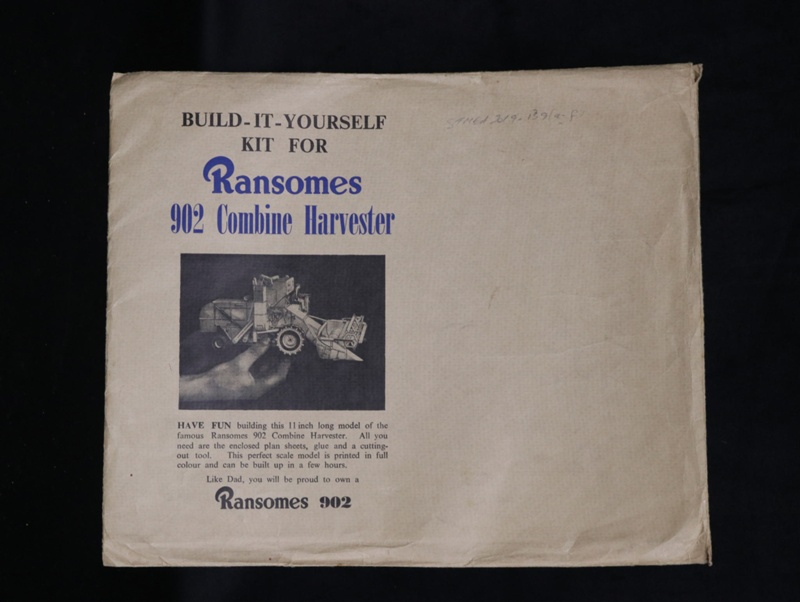 BUILD-IT-YOURSELF
KIT FOR
Ransomes
902 Combine Harvester
HAVE FUN building this 11 inch long model of the
famous Ransomes 902 Combine Harvester. All you
need are the enclosed plan sheets, glue and a cutting-
out tool. This perfect scale model is printed in full
colour and can be built up in a few hours.
Like Dad, you will be proud to own a
Ransomes 902